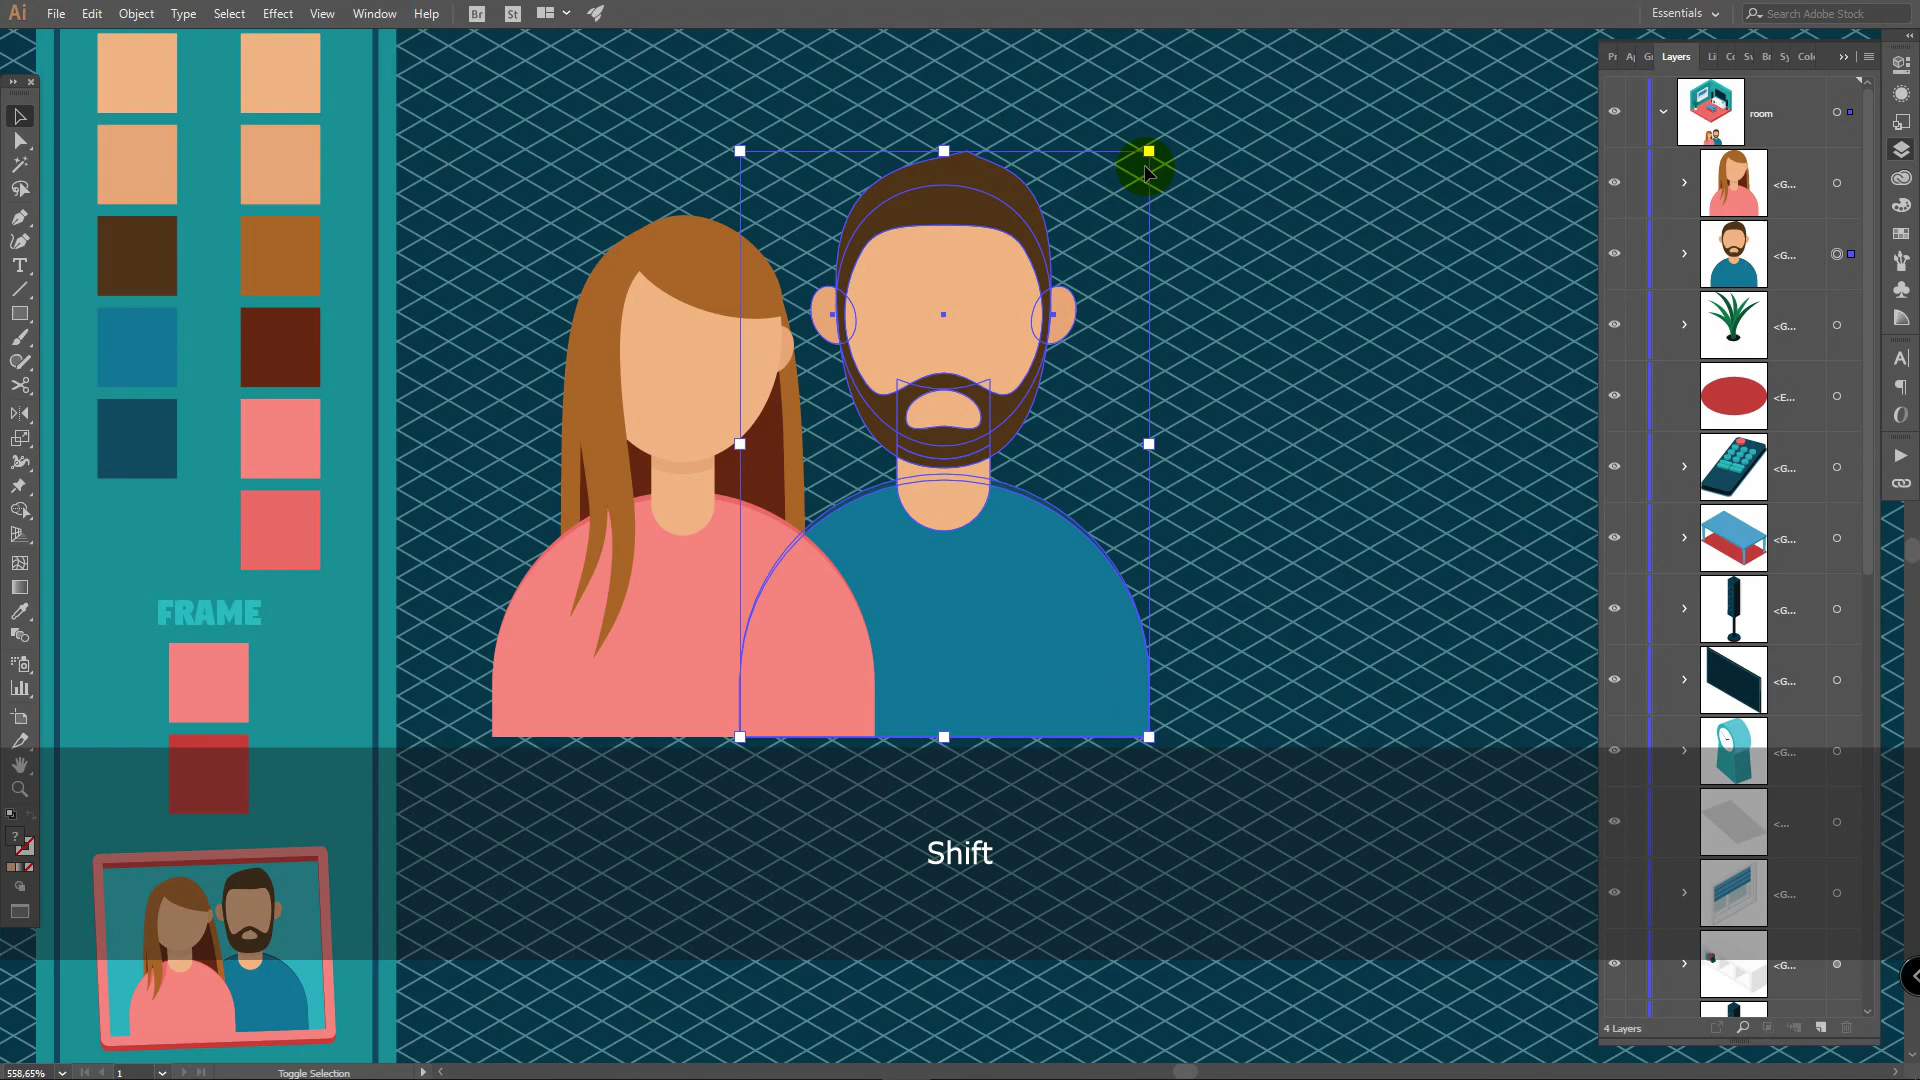 Ai File Edit Object Type Select Effect View Window Help Br St Essentials Search Adobe Stock
Layers Col
room
<G...
<G...
<G...
<E...
<G...
<G...
<G...
<G...
<G...
<...
<G...
<G...
FRAME
Shift
4 Layers
558,65% 1 Toggle Selection